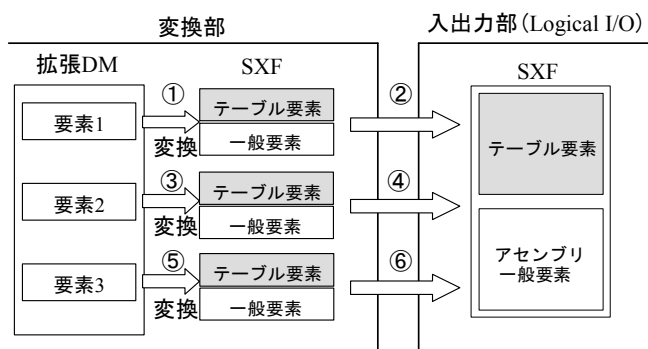 変換部
入出力部(Logical I/O)
拡張DM
SXF
SXF
要素1
①
変換
テーブル要素
一般要素
②
要素2
③
変換
テーブル要素
一般要素
④
要素3
⑤
変換
テーブル要素
一般要素
⑥
テーブル要素
アセンブリ
一般要素